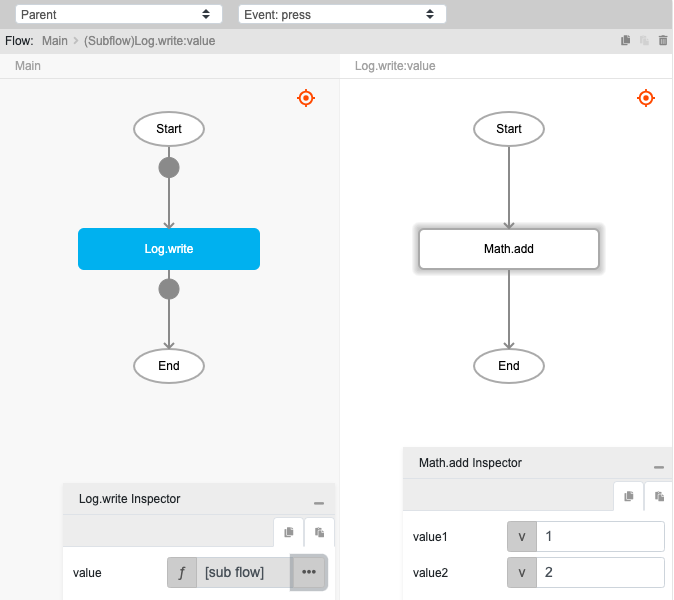 Parent
Event: press
Flow: Main > (Subflow)Log.write:value
Main
Log.write:value
Start
Start
Log.write
Math.add
End
End
Math.add Inspector
Log.write Inspector
value1
v
1
value
f
[sub flow]
•••
value2
v
2